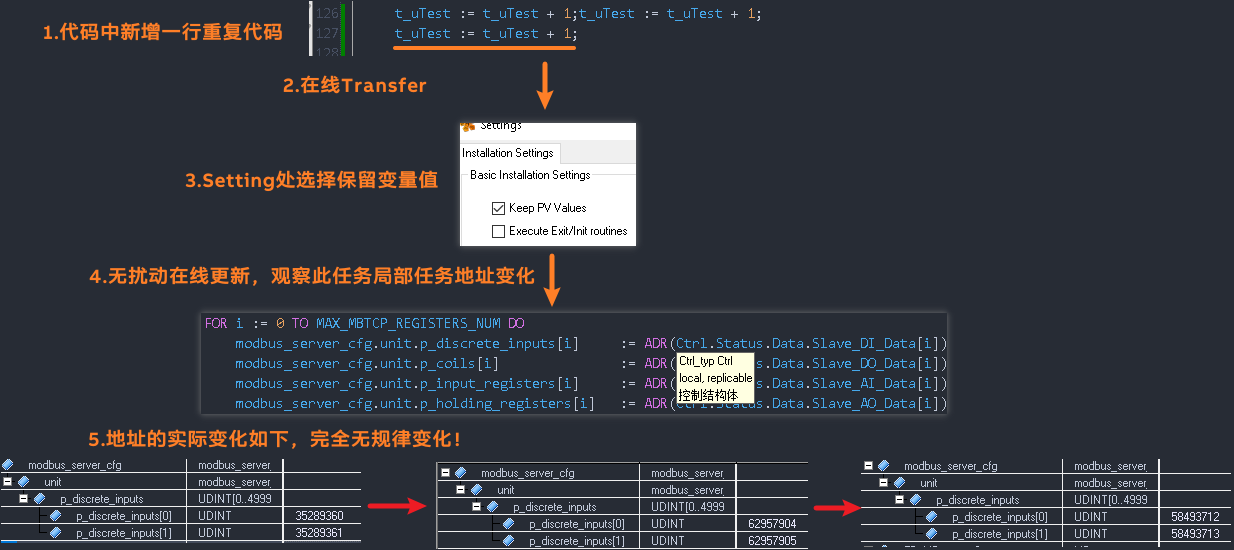 126 t_uTest := t_uTest + 1;t_uTest := t_uTest + 1;
1.代码中新增一行重复代码
127 t_uTest := t_uTest + 1;
128
2.在线Transfer
Settings
Installation Settings
Basic Installation Settings
3.Setting处选择保留变量值
Keep PV Values
Execute Exit/Init routines
4.无扰动在线更新，观察此任务局部任务地址变化
FOR i := 0 TO MAX_MBTCP_REGISTERS_NUM DO
modbus_server_cfg.unit.p_discrete_inputs[i] := ADR(Ctrl.Status.Data.Slave_DI_Data[i])
modbus_server_cfg.unit.p_coils[i] := ADR(
Ctrl_typ Ctrl
s.Data.Slave_DO_Data[i])
modbus_server_cfg.unit.p_input_registers[i] := ADR(
local, replicable
s.Data.Slave_AI_Data[i])
modbus_server_cfg.unit.p_holding_registers[i] := ADR(
控制结构体
.Data.Slave_AO_Data[i])
5.地址的实际变化如下，完全无规律变化！
modbus_server_cfg modbus_server_
unit modbus_server_
p_discrete_inputs UDINT[0..4999
p_discrete_inputs[0] UDINT 35289360
p_discrete_inputs[1] UDINT 35289361
modbus_server_cfg modbus_server_
unit modbus_server_
p_discrete_inputs UDINT[0..4999
p_discrete_inputs[0] UDINT 62957904
p_discrete_inputs[1] UDINT 62957905
modbus_server_cfg modbus_server_
unit modbus_server_
p_discrete_inputs UDINT[0..4999
p_discrete_inputs[0] UDINT 58493712
p_discrete_inputs[1] UDINT 58493713